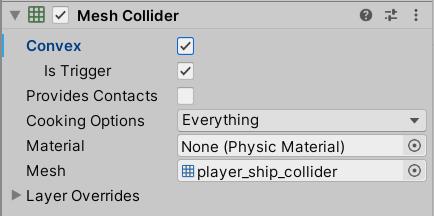 Mesh Collider
Convex
Is Trigger
Provides Contacts
Cooking Options Everything
Material None (Physic Material)
Mesh player_ship_collider
Layer Overrides